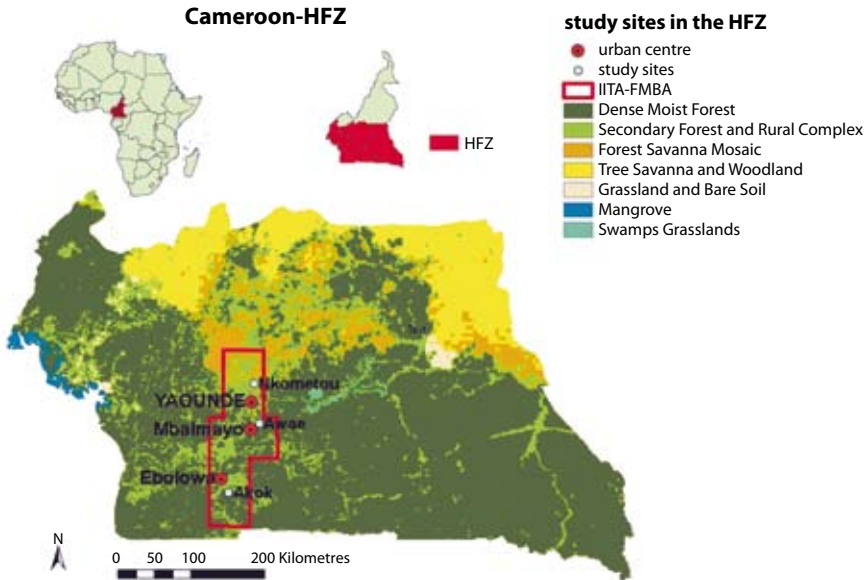 Cameroon-HFZ
study sites in the HFZ
urban centre
study sites
IITA-FMBA
Dense Moist Forest
Secondary Forest and Rural Complex
Forest Savanna Mosaic
Tree Savanna and Woodland
Grassland and Bare Soil
Mangrove
Swamps Grasslands
HFZ
Nkometou
YAOUNDE
Awae
Mbalmayo
Ebolowa
Akok
N
0 50 100 200 Kilometres